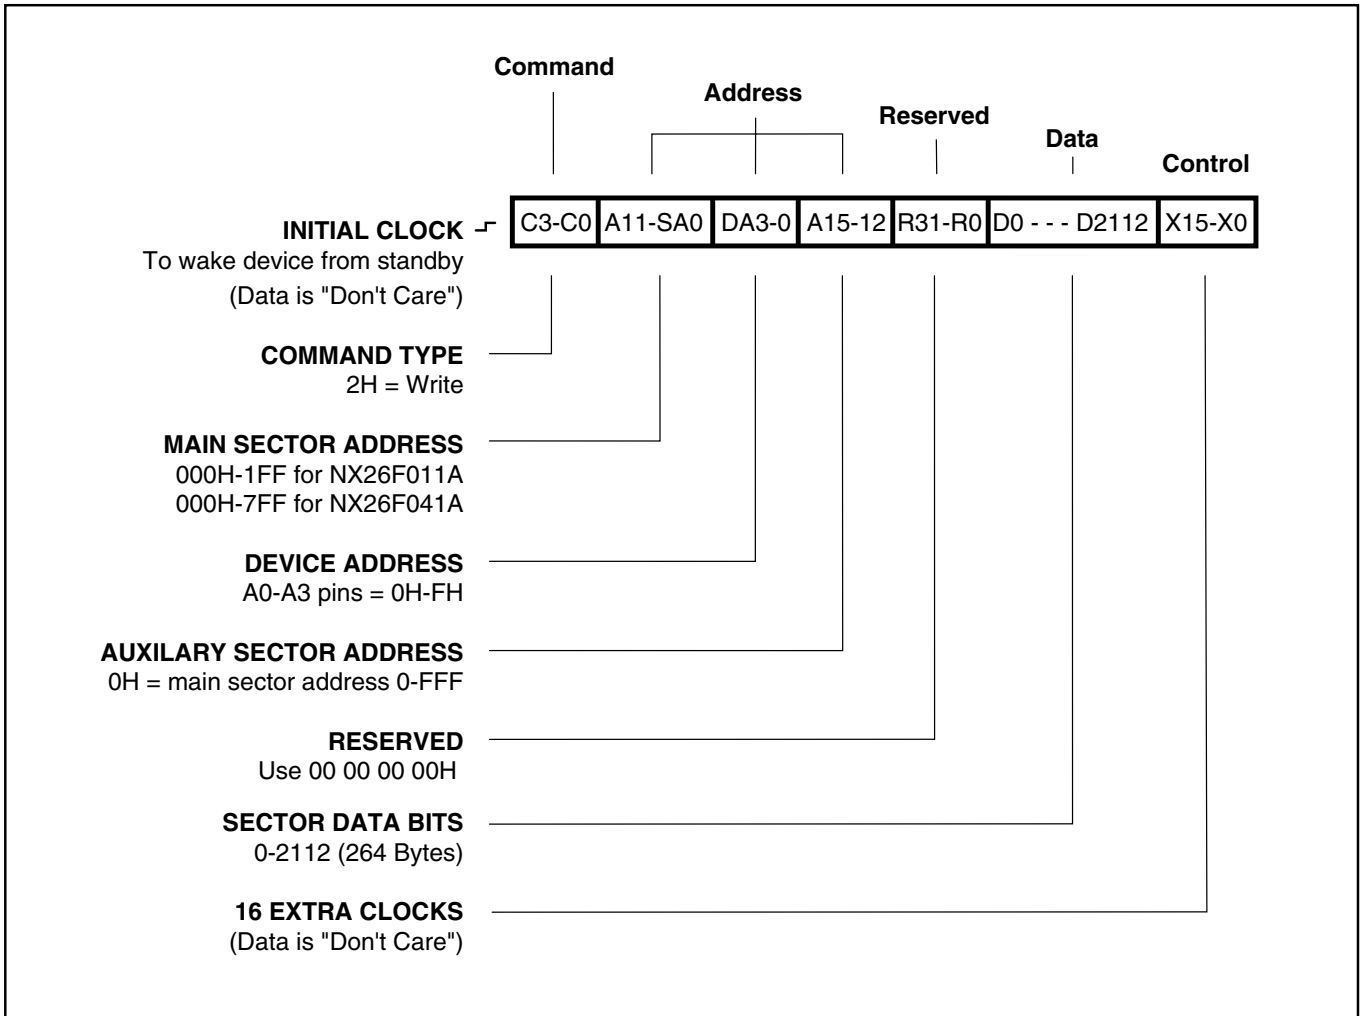 Command
Address
Reserved
Data
Control
C3-C0 A11-SA0 DA3-0 A15-12 R31-R0 D0 - - - D2112 X15-X0
INITIAL CLOCK
To wake device from standby
(Data is "Don't Care")
COMMAND TYPE
2H = Write
MAIN SECTOR ADDRESS
000H-1FF for NX26F011A
000H-7FF for NX26F041A
DEVICE ADDRESS
A0-A3 pins = 0H-FH
AUXILARY SECTOR ADDRESS
0H = main sector address 0-FFF
RESERVED
Use 00 00 00 00H
SECTOR DATA BITS
0-2112 (264 Bytes)
16 EXTRA CLOCKS
(Data is "Don't Care")